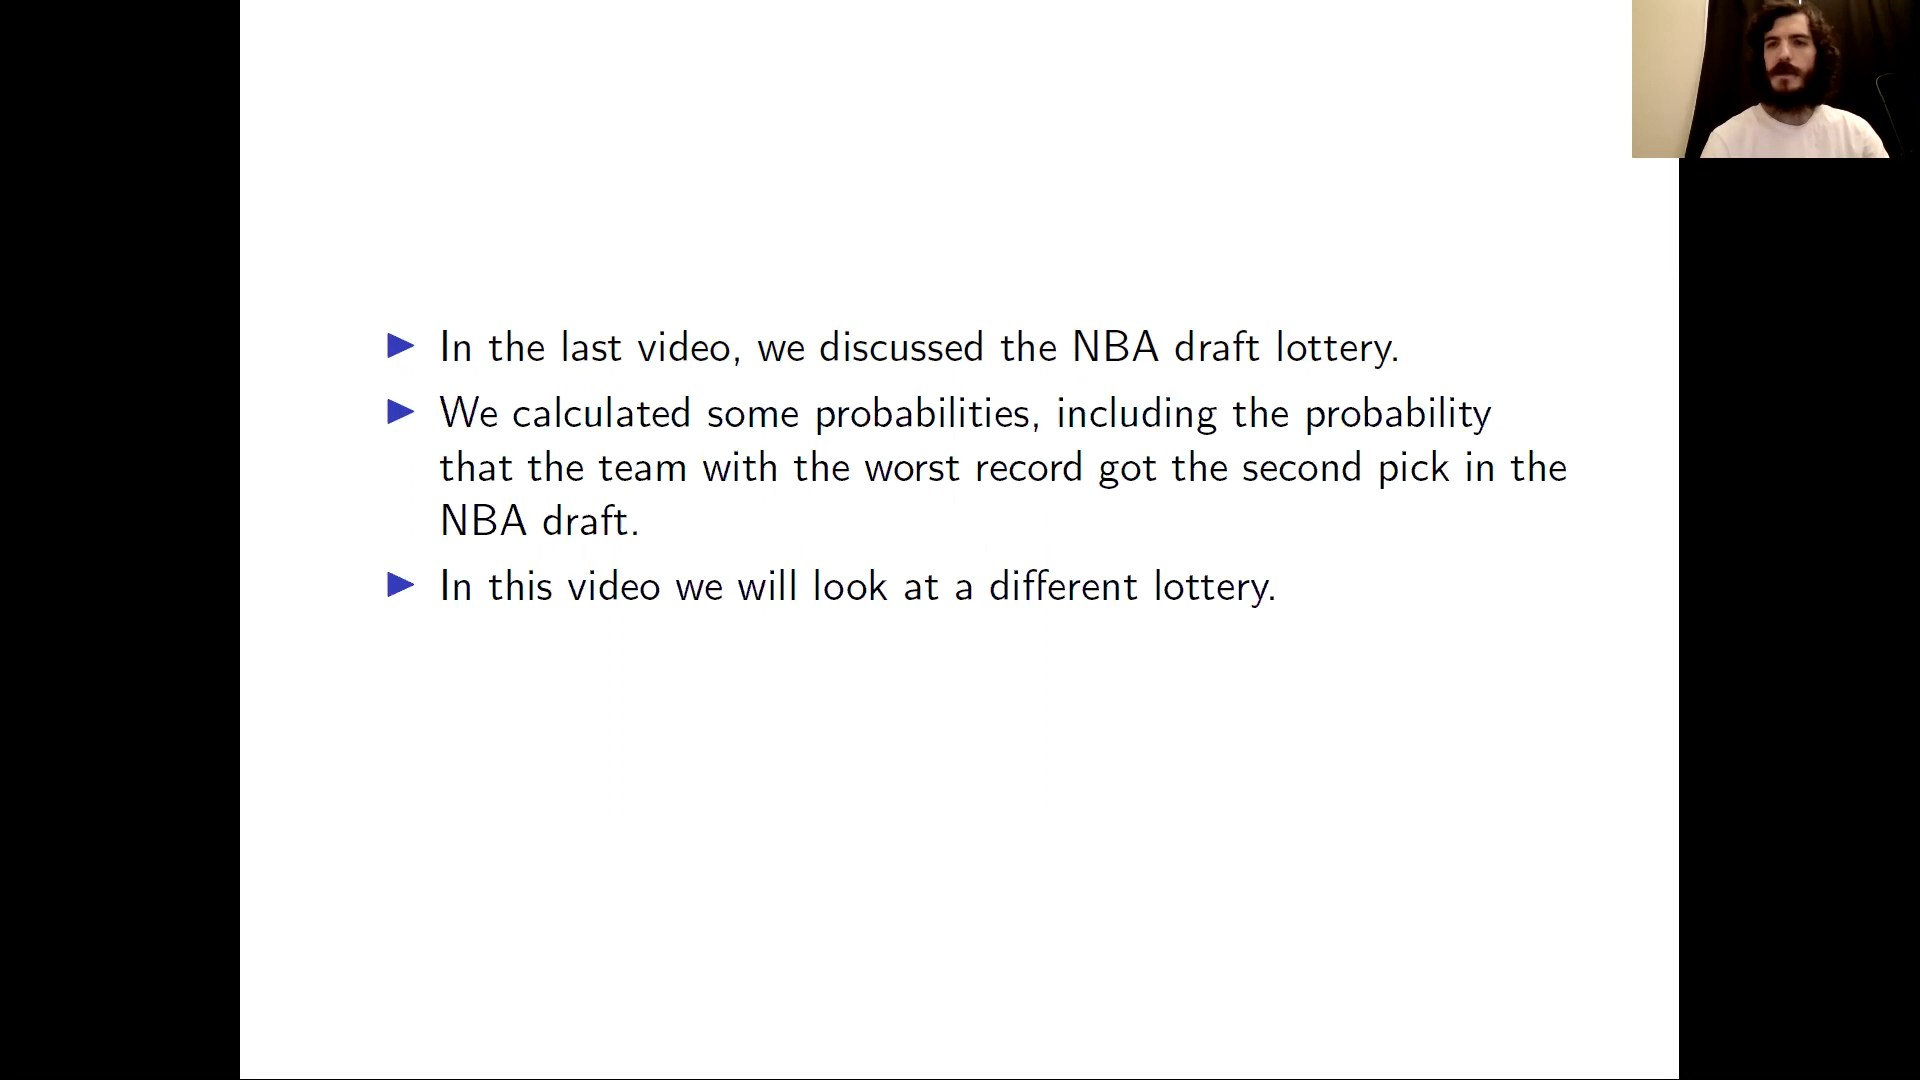 In the last video, we discussed the NBA draft lottery.
We calculated some probabilities, including the probability
that the team with the worst record got the second pick in the
NBA draft.
In this video we will look at a different lottery.